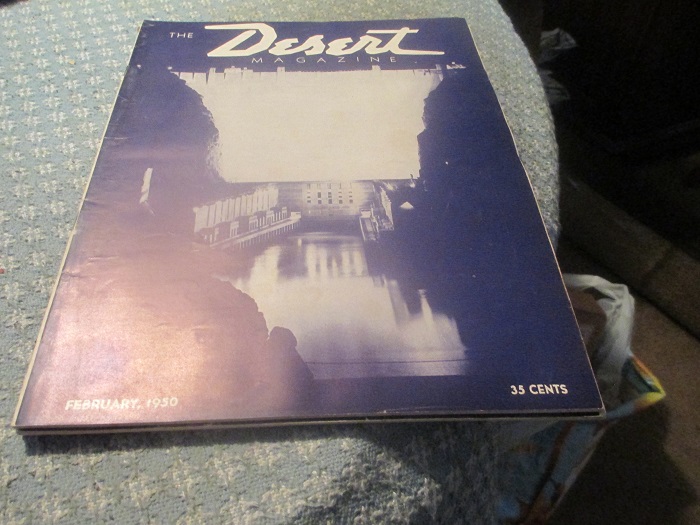 THE Desert
MAGAZINE
FEBRUARY, 1950
35 CENTS